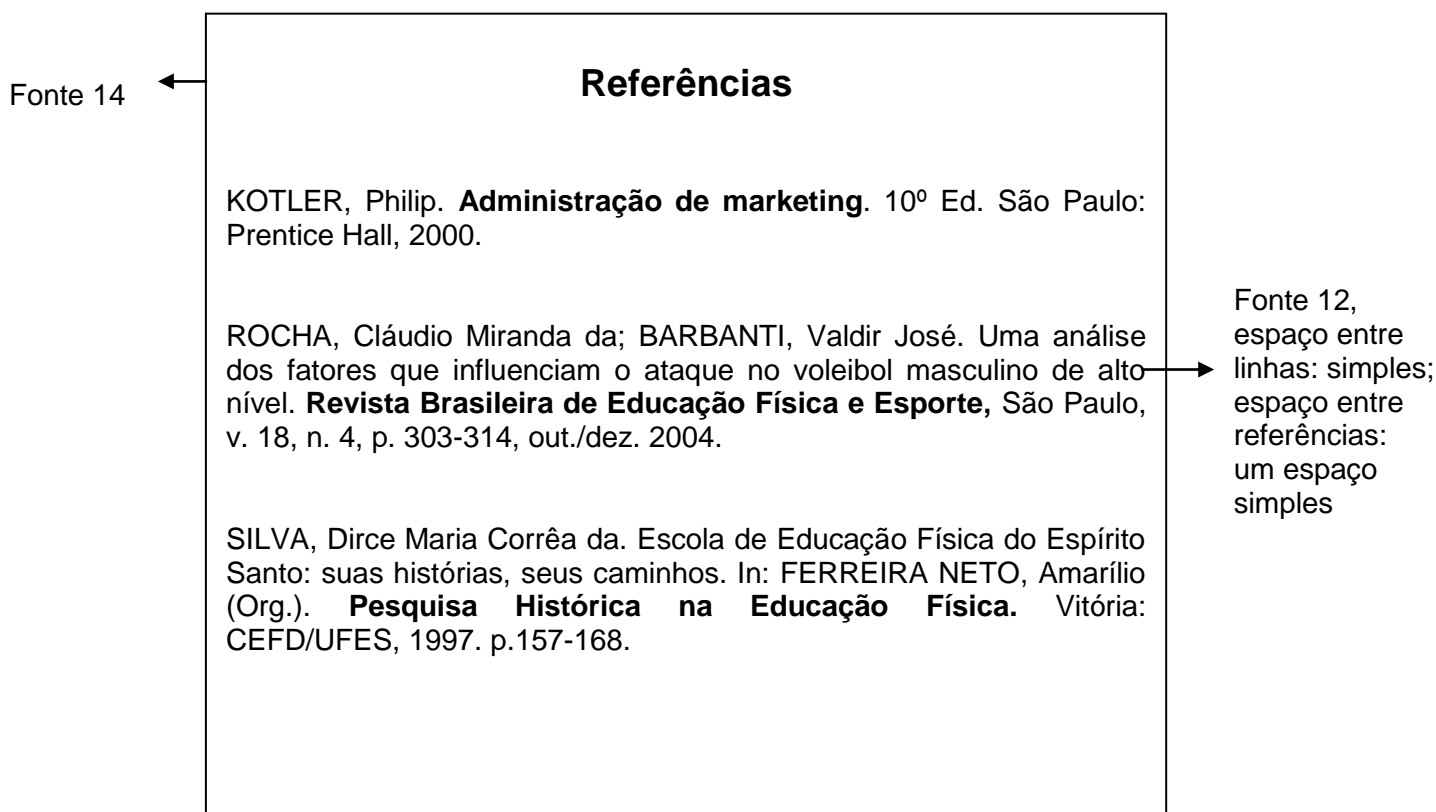 Fonte 14
Referências
KOTLER, Philip. Administração de marketing. 10º Ed. São Paulo:
Prentice Hall, 2000.
ROCHA, Cláudio Miranda da; BARBANTI, Valdir José. Uma análise
dos fatores que influenciam o ataque no voleibol masculino de alto
nível. Revista Brasileira de Educação Física e Esporte, São Paulo,
v. 18, n. 4, p. 303-314, out./dez. 2004.
SILVA, Dirce Maria Corrêa da. Escola de Educação Física do Espírito
Santo: suas histórias, seus caminhos. In: FERREIRA NETO, Amarílio
(Org.). Pesquisa Histórica na Educação Física. Vitória:
CEFD/UFES, 1997. p.157-168.
Fonte 12,
espaço entre
linhas: simples;
espaço entre
referências:
um espaço
simples